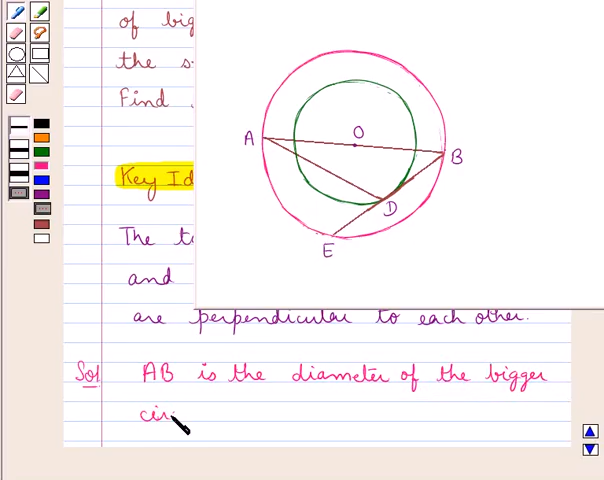 of big
the s
Find
A
O
B
D
E
Key Id
The t
and
are perpendicular to each other.
Sol AB is the diameter of the bigger
cir